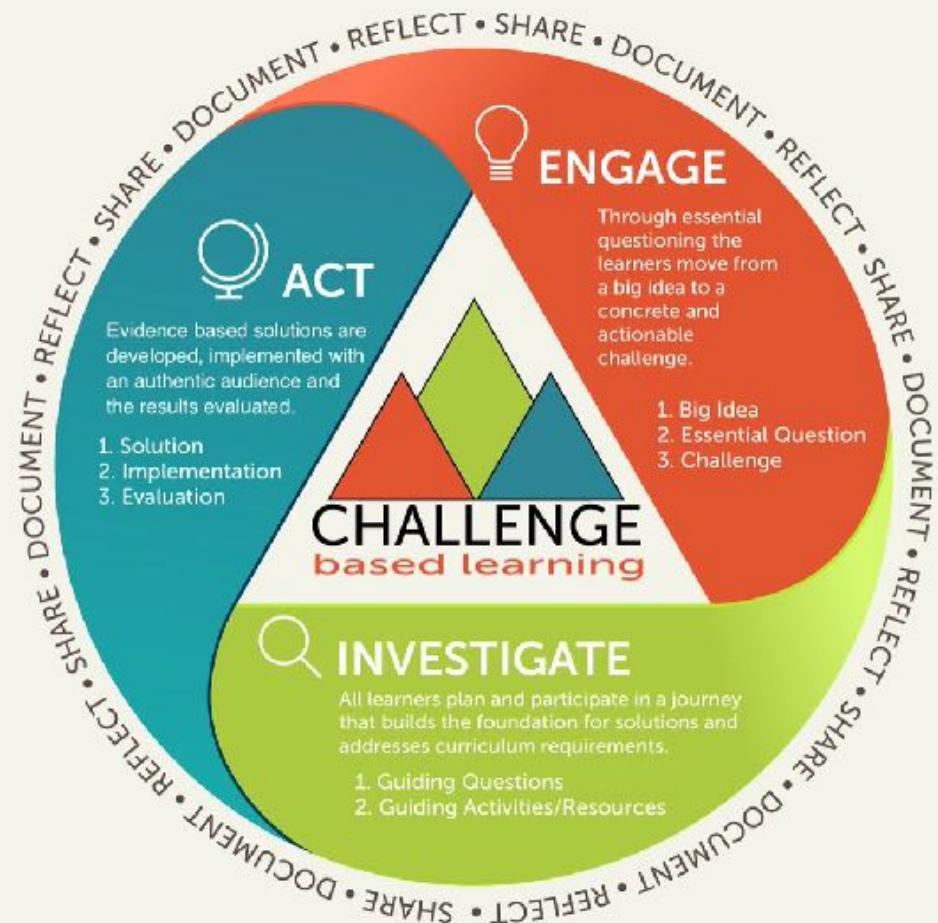 REFLECT • SHARE • DOCUMENT • REFLECT • SHARE • DOCUMENT • REFLECT • SHARE • DOCUMENT • REFLECT • SHARE • DOCUMENT • REFLECT • SHARE • DOCUMENT • REFLECT • SHARE • DOCUMENT •
ENGAGE
Through essential
questioning the
learners move from
a big idea to a
concrete and
actionable
challenge.
1. Big Idea
2. Essential Question
3. Challenge
ACT
Evidence based solutions are
developed, implemented with
an authentic audience and
the results evaluated.
1. Solution
2. Implementation
3. Evaluation
CHALLENGE
based learning
INVESTIGATE
All learners plan and participate in a journey
that builds the foundation for solutions and
addresses curriculum requirements.
1. Guiding Questions
2. Guiding Activities/Resources